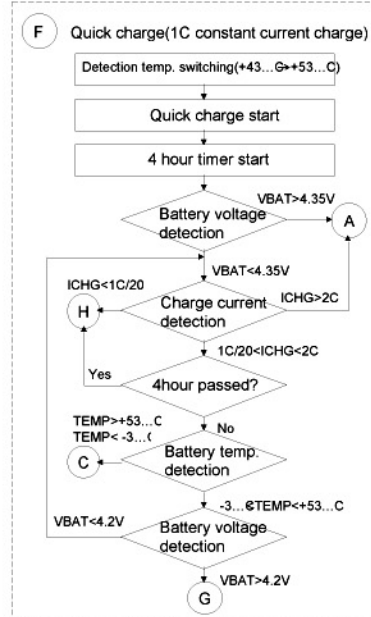 F Quick charge(1C constant current charge)
Detection temp. switching(+43...G>+53...C)
Quick charge start
4 hour timer start
VBAT>4.35V
Battery voltage
detection
A
VBAT<4.35V
ICHG<1C/20
H
Charge current
detection
ICHG>2C
1C/20<ICHG<2C
Yes
4hour passed?
TEMP>+53...C
TEMP< -3...(
No
C
Battery temp.
detection
-3...CTEMP<+53...C
VBAT<4.2V
Battery voltage
detection
VBAT>4.2V
G